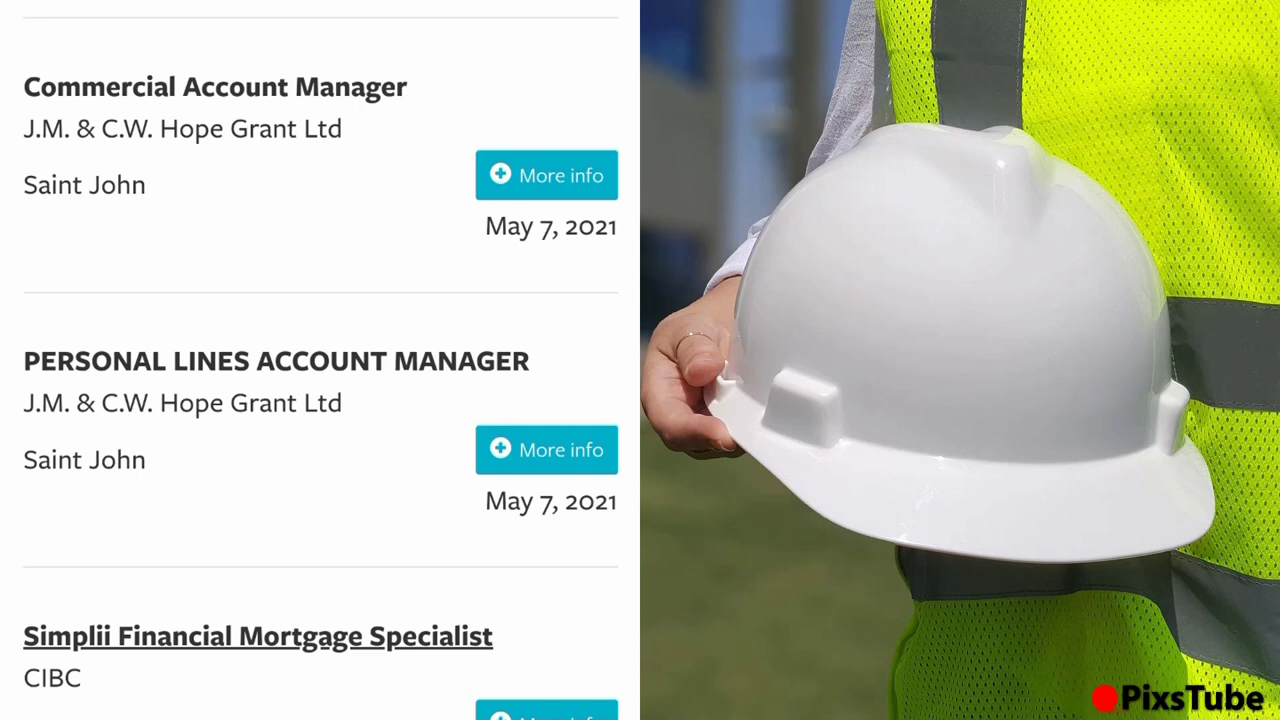 Commercial Account Manager
J.M. & C.W. Hope Grant Ltd
Saint John
More info
May 7, 2021
PERSONAL LINES ACCOUNT MANAGER
J.M. & C.W. Hope Grant Ltd
Saint John
More info
May 7, 2021
Simplii Financial Mortgage Specialist
CIBC
PixsTube